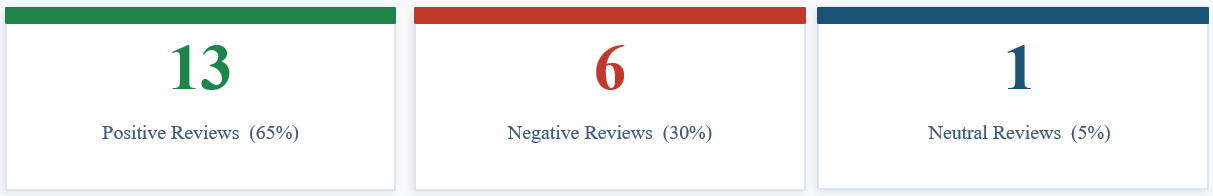 13
Positive Reviews (65%)
6
Negative Reviews (30%)
1
Neutral Reviews (5%)